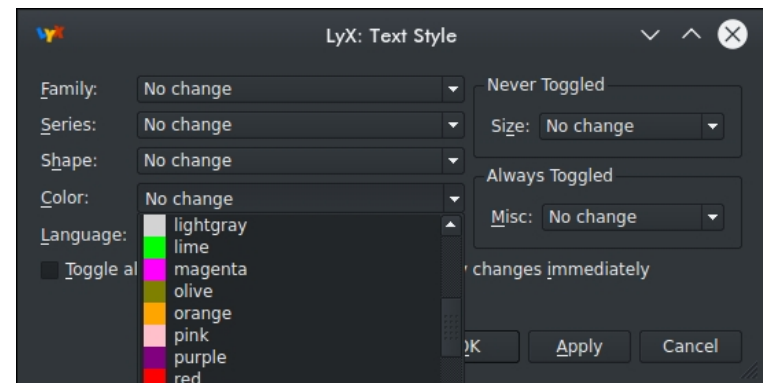 LyX: Text Style
Family: No change
Never Toggled
Series: No change
Size: No change
Shape: No change
Always Toggled
Color: No change
Misc: No change
lightgray
Language:
lime
Toggle
magenta
changes immediately
olive
orange
pink
Apply
Cancel
purple
red